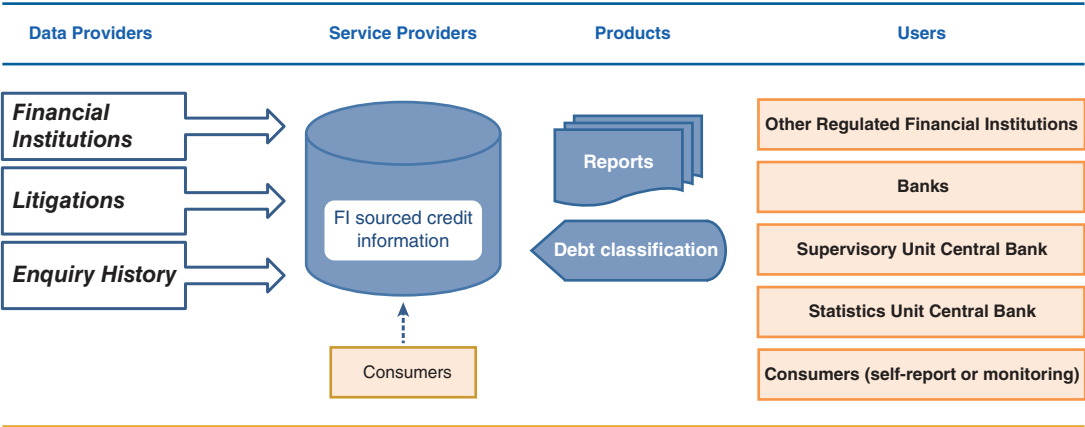 Data Providers
Service Providers
Products
Users
Financial
Institutions
Litigations
Enquiry History
FI sourced credit
information
Consumers
Reports
Debt classification
Other Regulated Financial Institutions
Banks
Supervisory Unit Central Bank
Statistics Unit Central Bank
Consumers (self-report or monitoring)